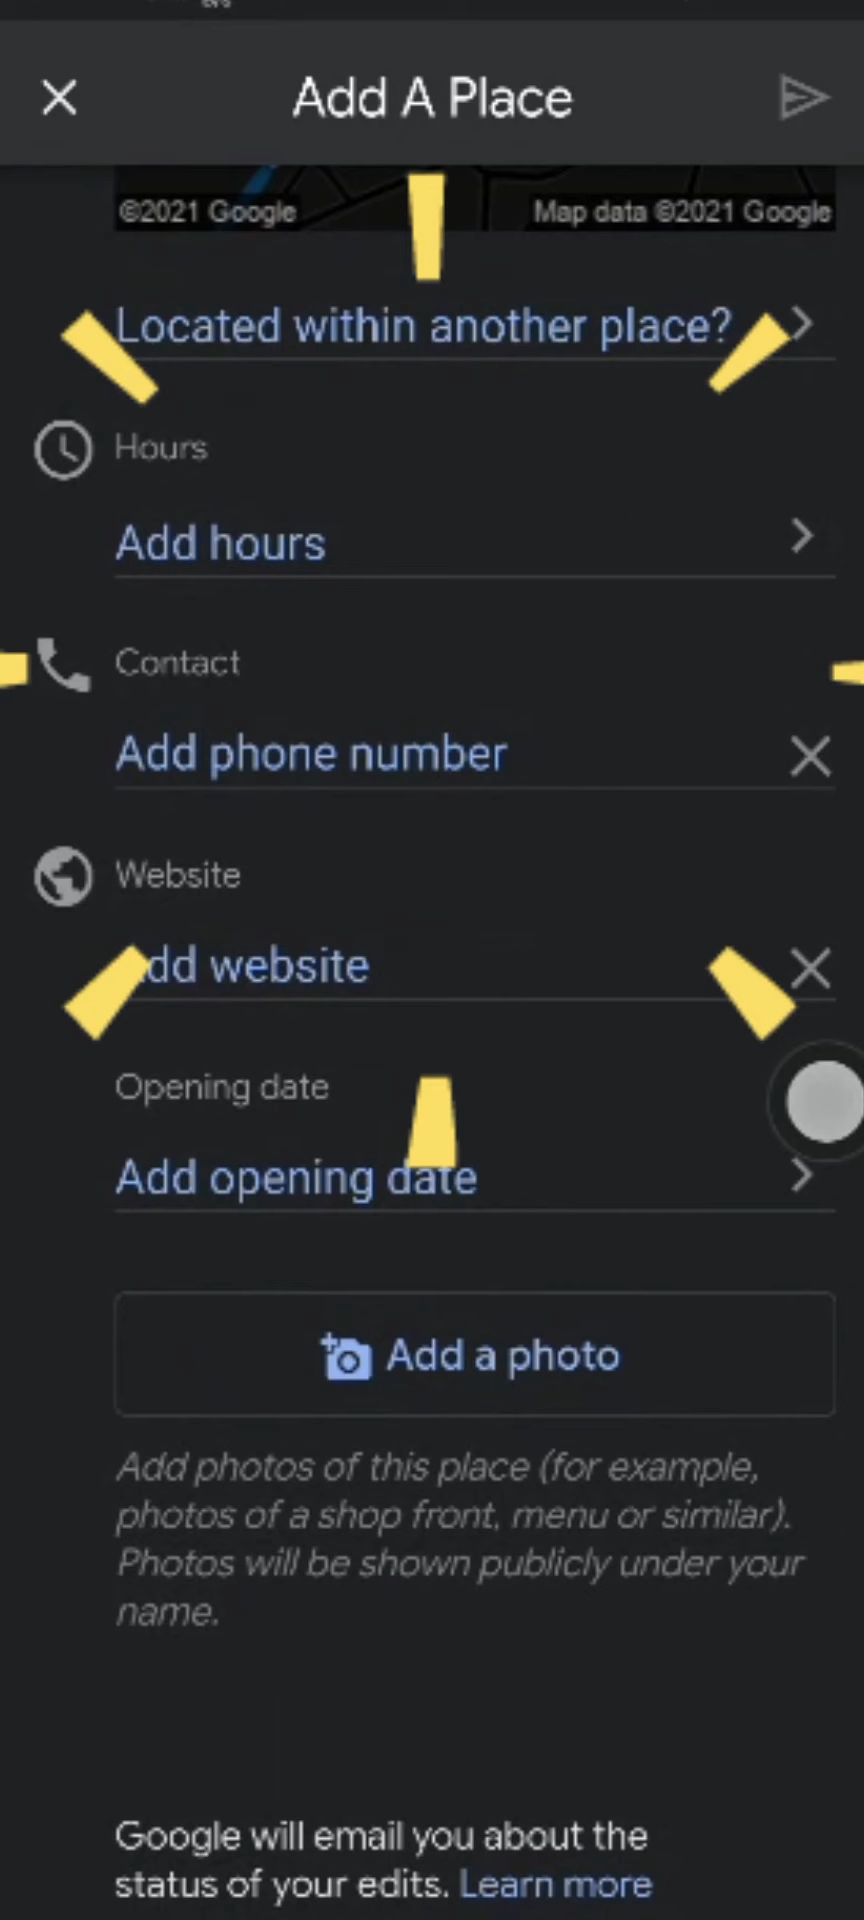 Add A Place
©2021 Google
Map data ©2021 Google
Located within another place?
Hours
Add hours
Contact
Add phone number
Website
dd website
Opening date
Add opening date
Add a photo
Add photos of this place (for example,
photos of a shop front, menu or similar).
Photos will be shown publicly under your
name.
Google will email you about the
status of your edits. Learn more